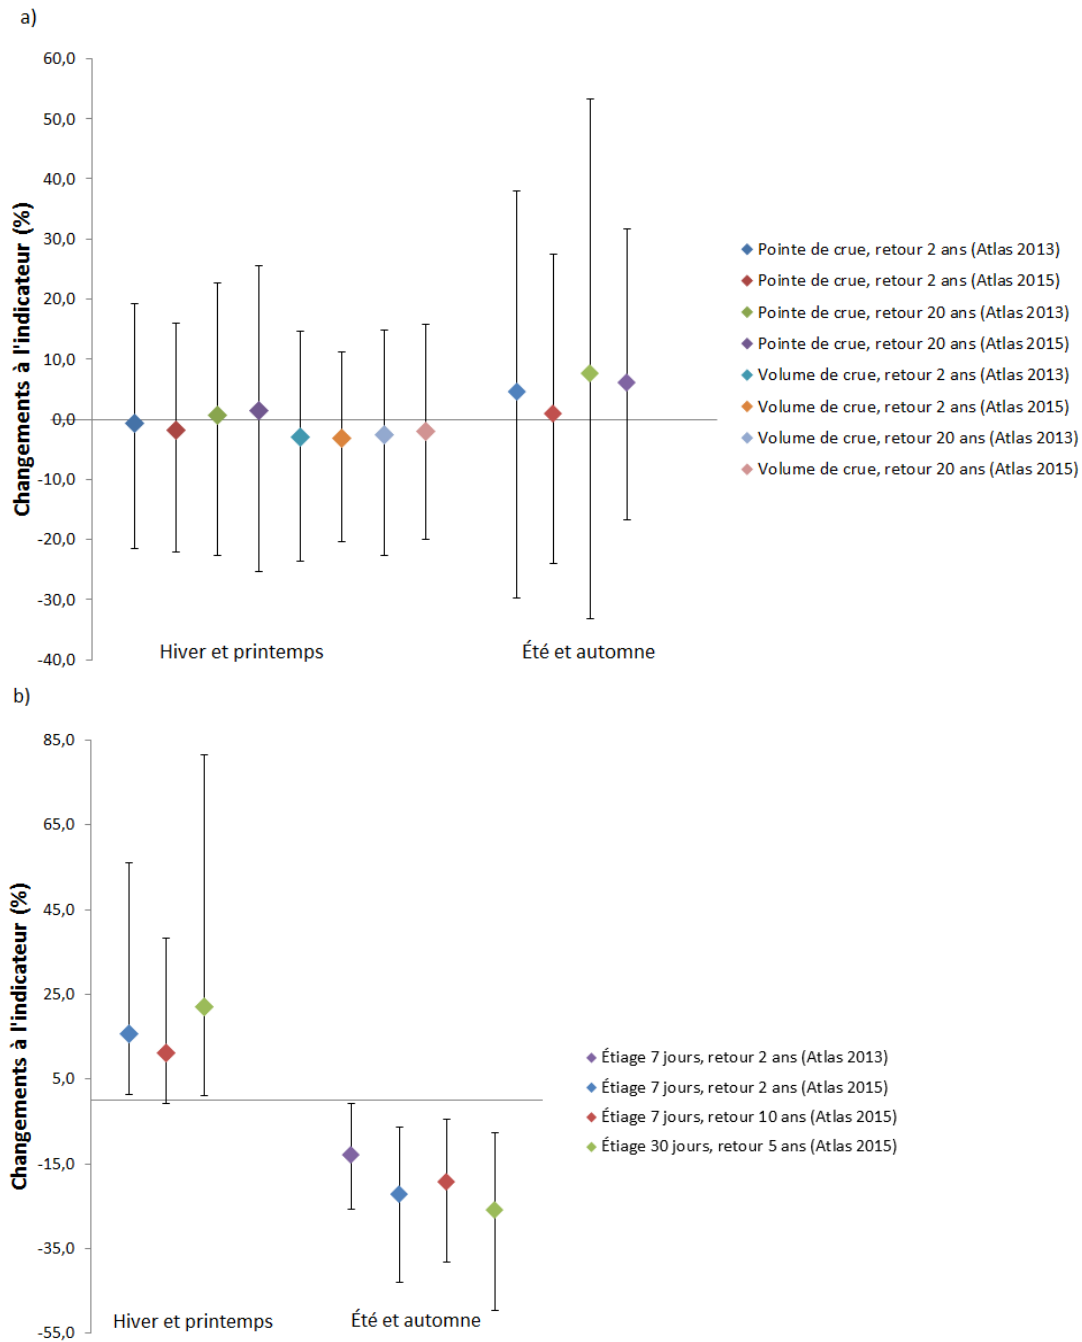 a)
Changements à l'indicateur (%)
60,0
50,0
40,0
30,0
20,0
10,0
0,0
-10,0
-20,0
-30,0
-40,0
Hiver et printemps
Été et automne
Pointe de crue, retour 2 ans (Atlas 2013)
Pointe de crue, retour 2 ans (Atlas 2015)
Pointe de crue, retour 20 ans (Atlas 2013)
Pointe de crue, retour 20 ans (Atlas 2015)
Volume de crue, retour 2 ans (Atlas 2013)
Volume de crue, retour 2 ans (Atlas 2015)
Volume de crue, retour 20 ans (Atlas 2013)
Volume de crue, retour 20 ans (Atlas 2015)
b)
Changements à l'indicateur (%)
85,0
65,0
45,0
25,0
5,0
-15,0
-35,0
-55,0
Hiver et printemps
Été et automne
Étiage 7 jours, retour 2 ans (Atlas 2013)
Étiage 7 jours, retour 2 ans (Atlas 2015)
Étiage 7 jours, retour 10 ans (Atlas 2015)
Étiage 30 jours, retour 5 ans (Atlas 2015)